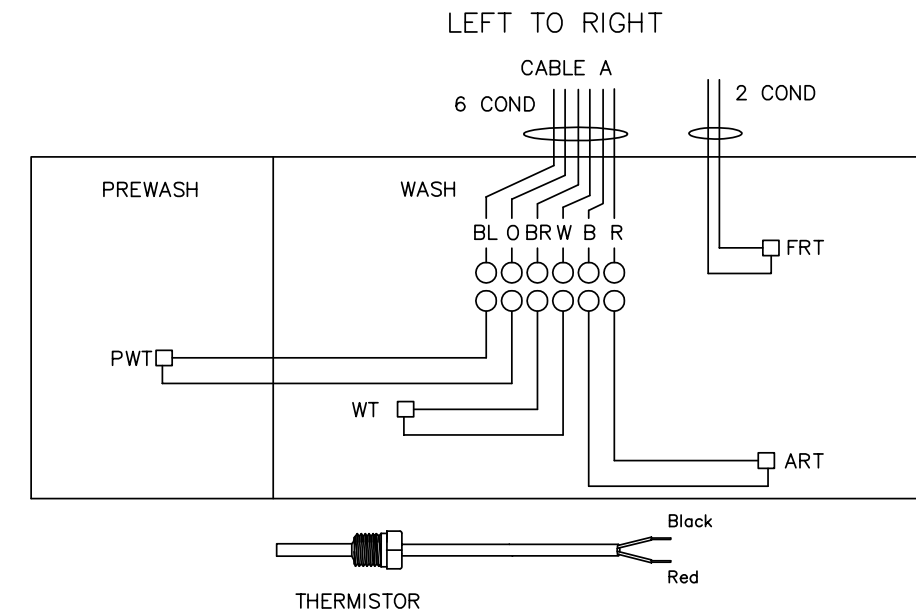 LEFT TO RIGHT
CABLE A
6 COND
2 COND
PREWASH
WASH
BL O BR W B R
FRT
PWT
WT
ART
Black
Red
THERMISTOR